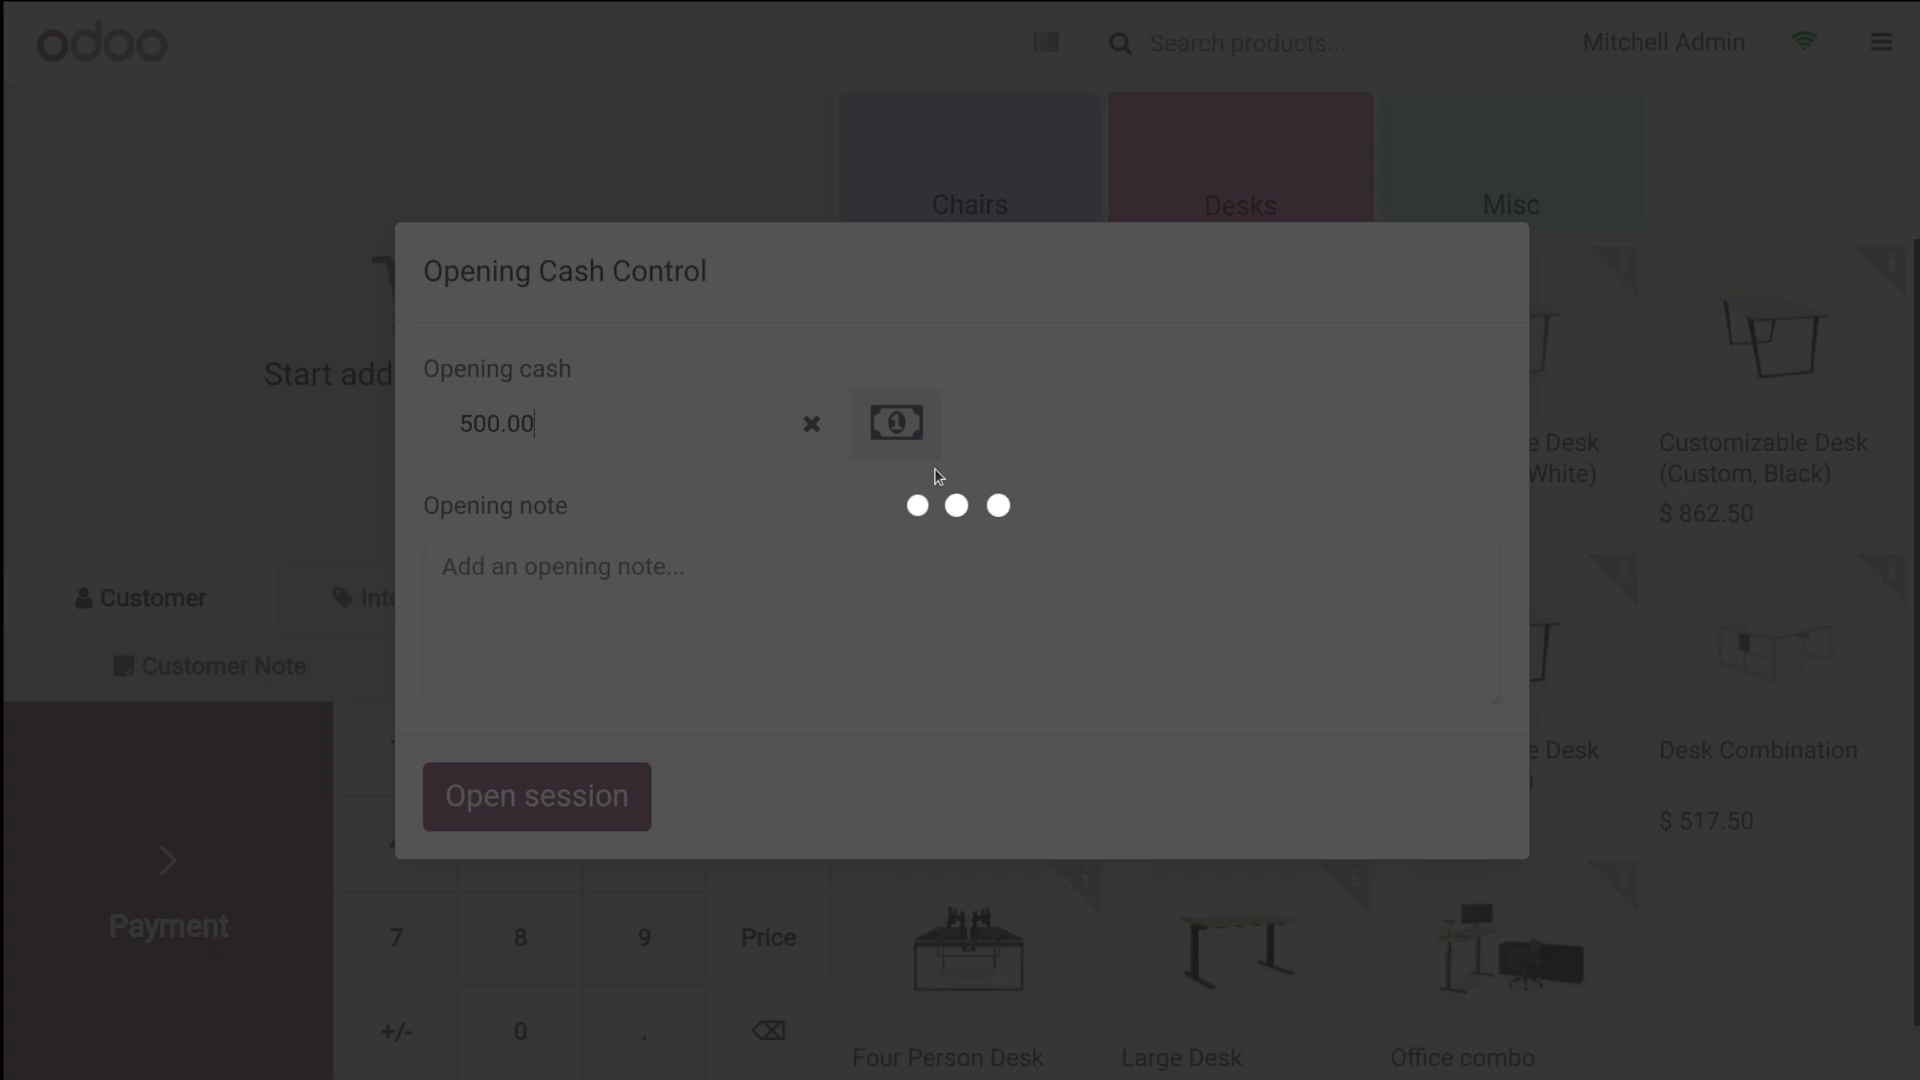 odoo
Search products...
Mitchell Admin
Chairs
Desks
Misc
Opening Cash Control
Opening cash
500.00
Opening note
Add an opening note...
Open session
Start add
Customer
Customer Note
Payment
7
8
9
Price
+/-
0
.
e Desk
White)
Customizable Desk
(Custom, Black)
$ 862.50
e Desk
)
Desk Combination
$ 517.50
Four Person Desk
Large Desk
Office combo